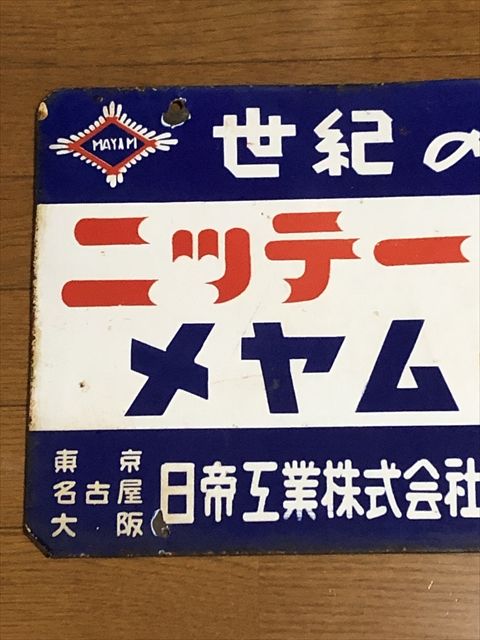 MAYAM
世紀の
ニッテー
メヤム
東京
名古屋
大阪
日帝工業株式会社